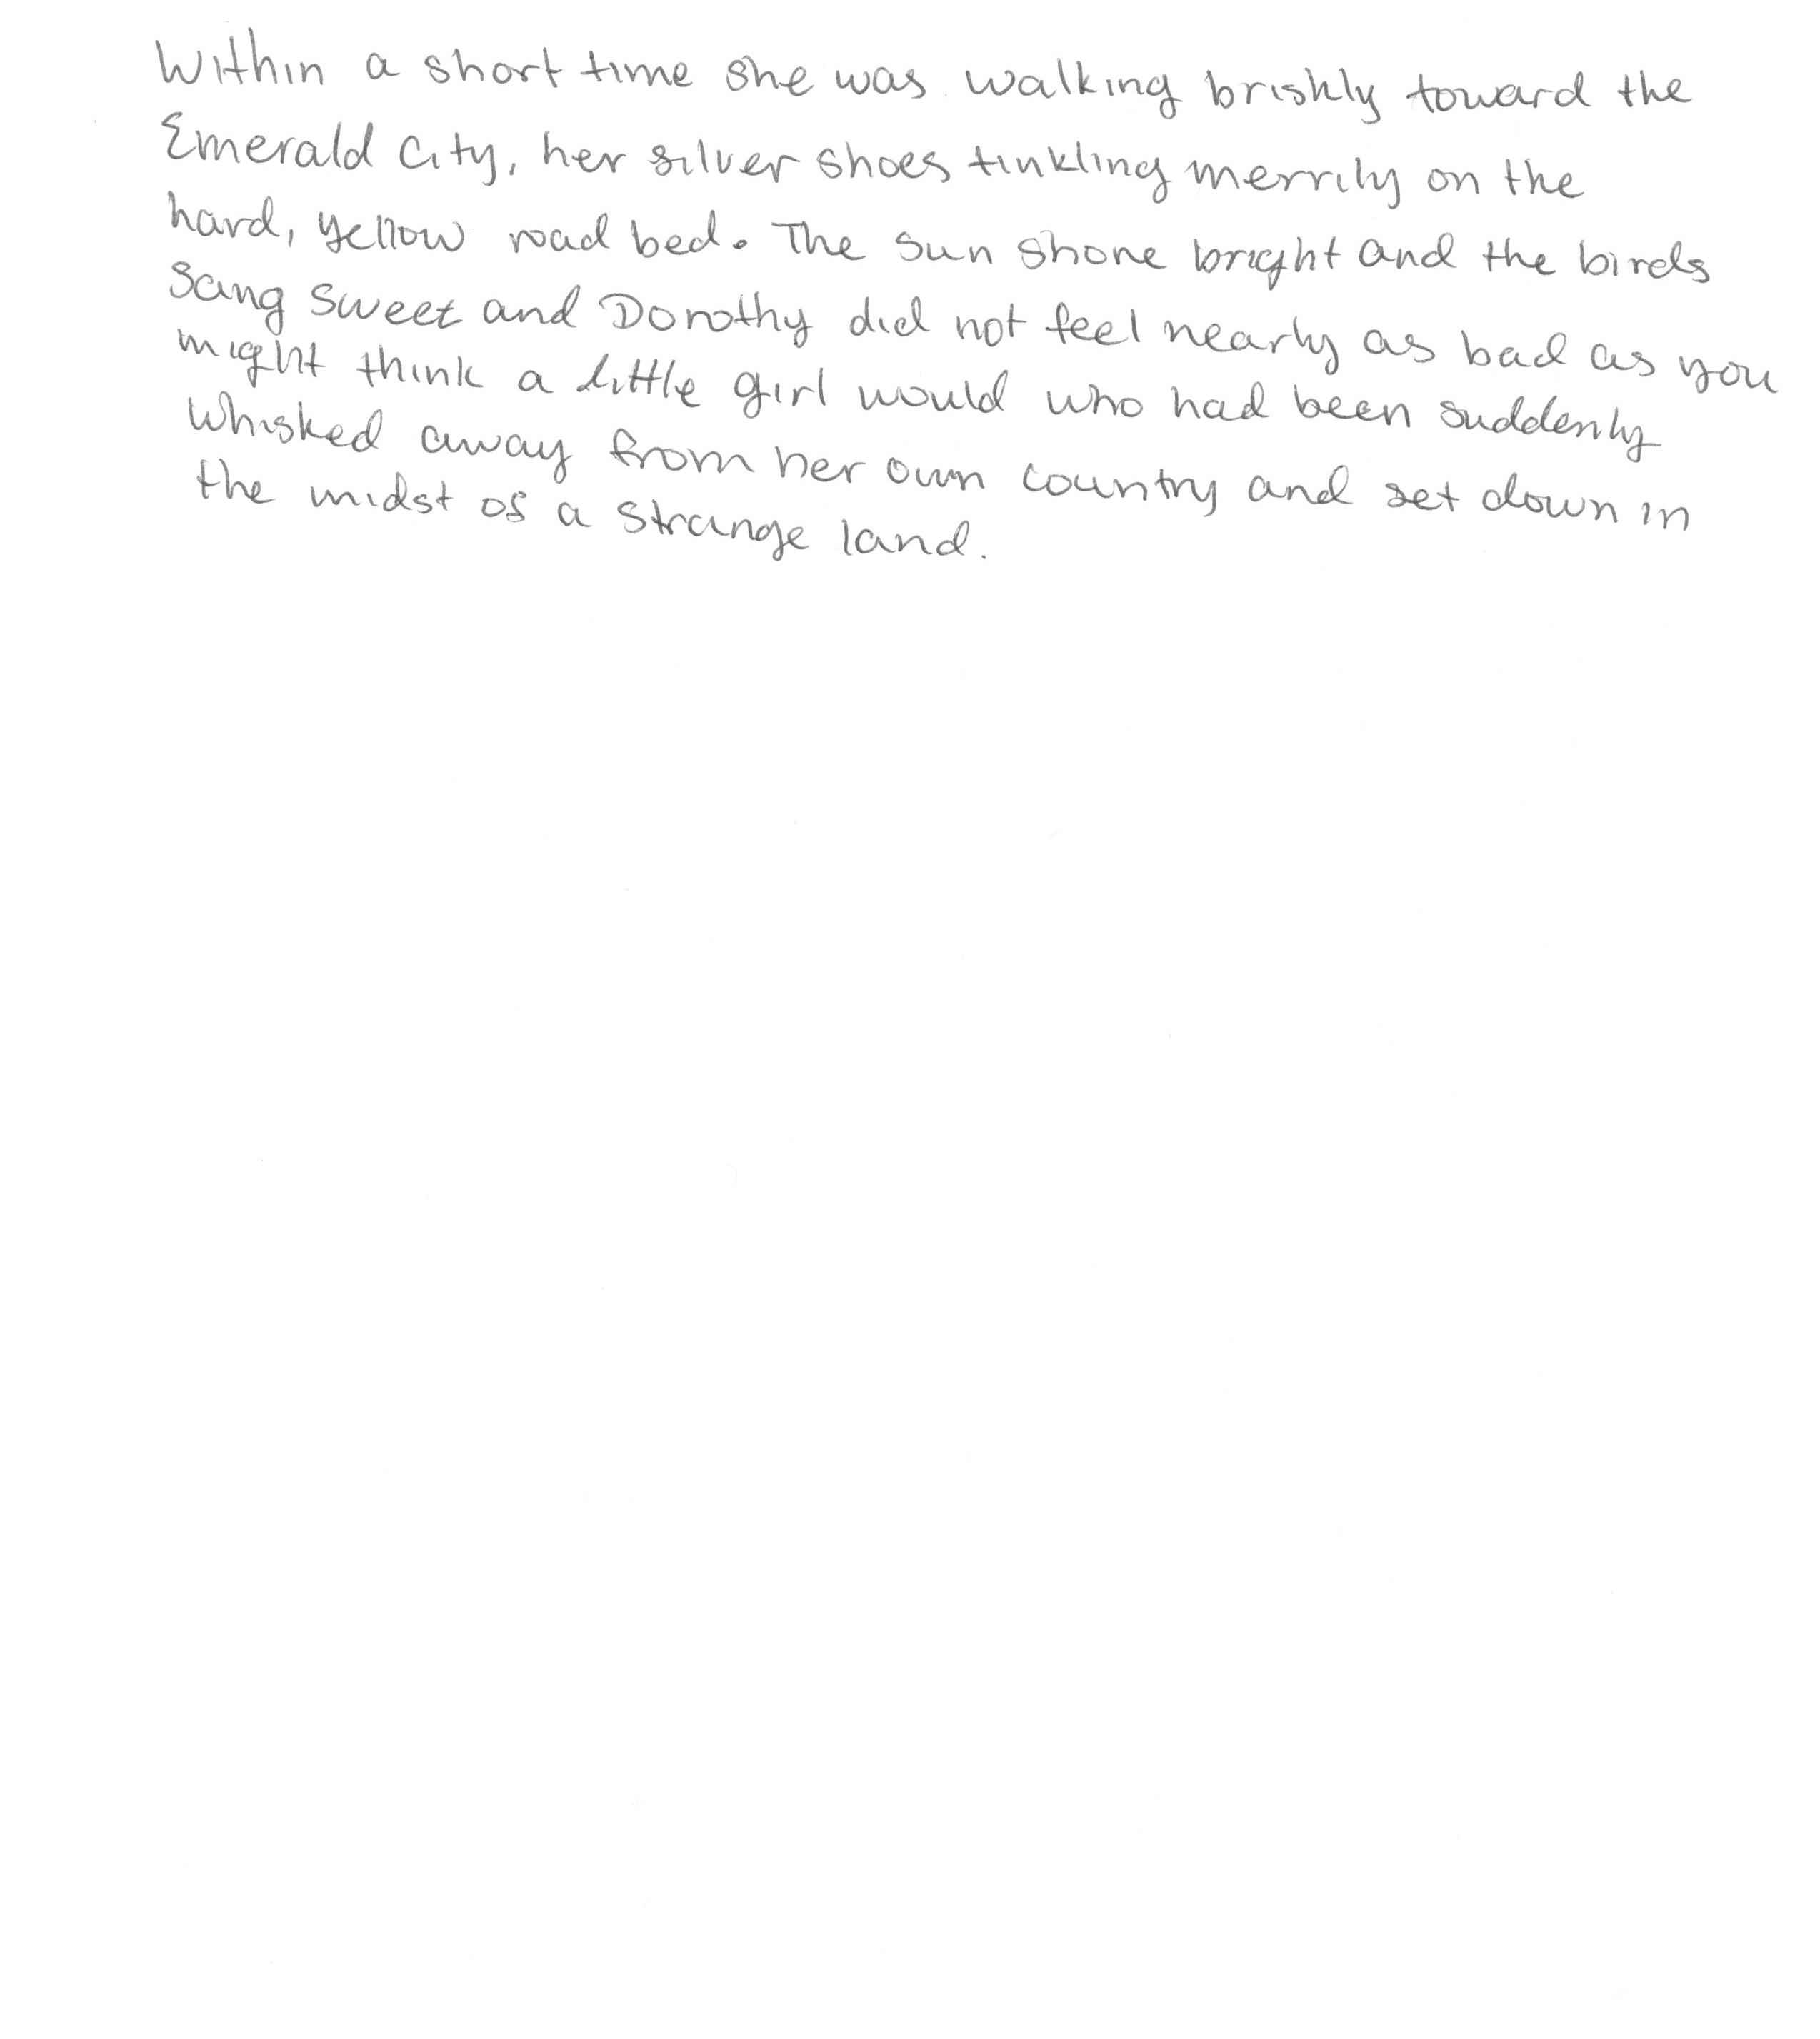 Within a short time she was walking briskly toward the
Emerald City, her silver shoes tinkling merrily on the
hard, yellow road bed. The sun shone bright and the birds
sang sweet and Dorothy did not feel nearly as bad as you
might think a little girl would who had been suddenly
whisked away from her own country and set down in
the midst of a strange land.